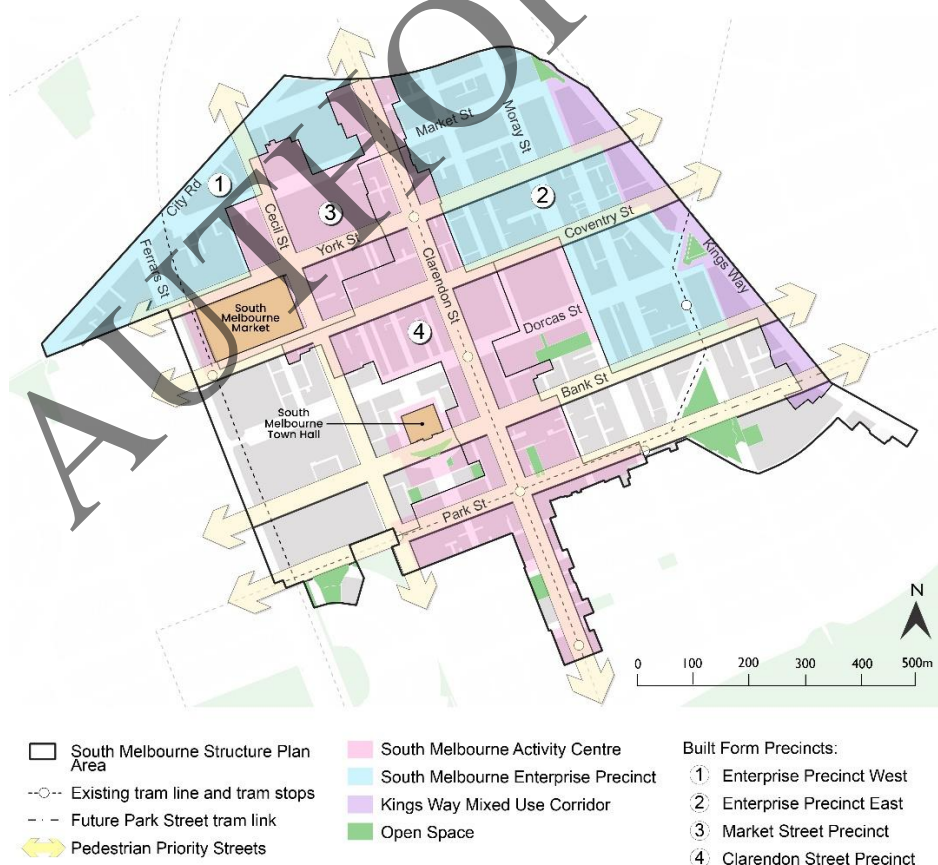 AUTHOR
Market St
Moray St
City Rd
1
2
3
Cecil St
York St
Coventry St
Ferrars St
Clarendon St
Kings Way
South
Melbourne
Market
4
Dorcas St
Bank St
South
Melbourne
Town Hall
Park St
N
0 100 200 300 400 500m
South Melbourne Structure Plan
Area
Existing tram line and tram stops
Future Park Street tram link
Pedestrian Priority Streets
South Melbourne Activity Centre
South Melbourne Enterprise Precinct
Kings Way Mixed Use Corridor
Open Space
Built Form Precincts:
1 Enterprise Precinct West
2 Enterprise Precinct East
3 Market Street Precinct
4 Clarendon Street Precinct